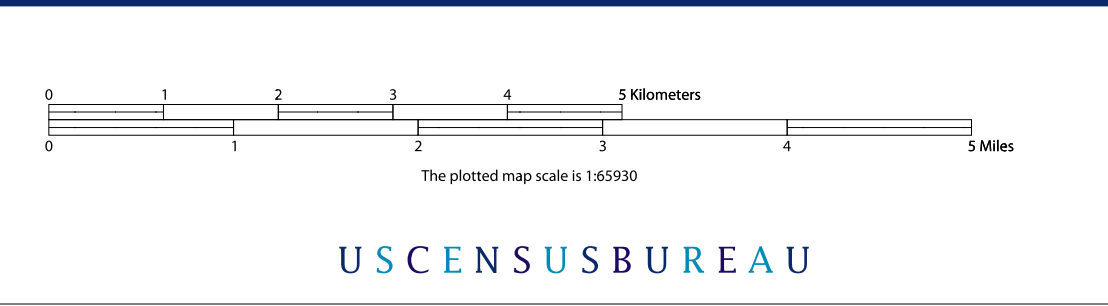 0 1 2 3 4 5 Kilometers
0 1 2 3 4 5 Miles
The plotted map scale is 1:65930
USCENSUSBUREAU